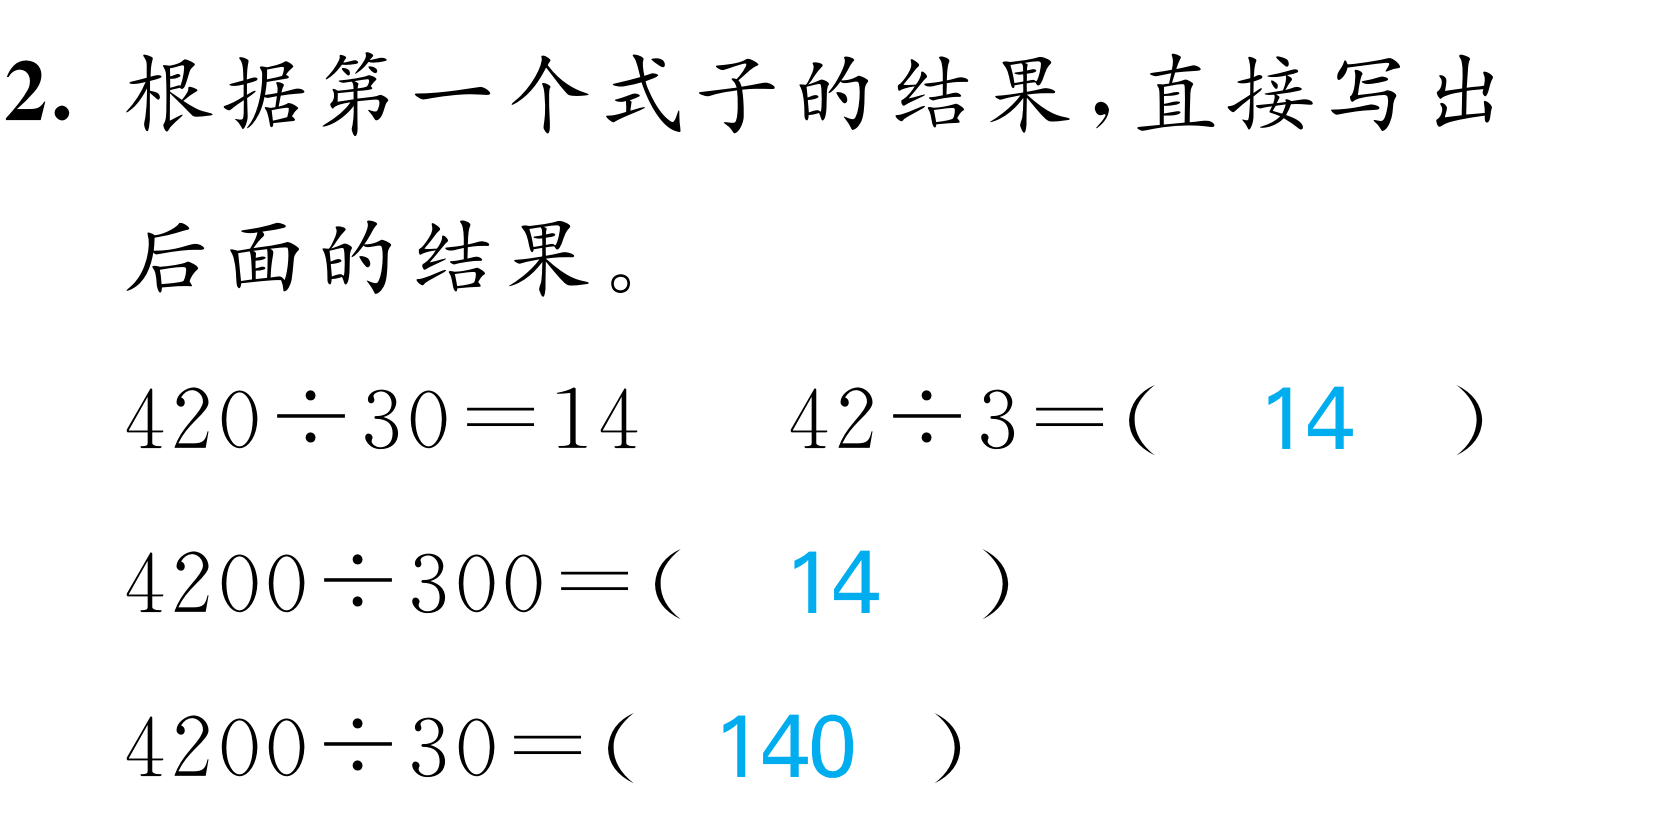 2. 根据第一个式子的结果,直接写出
后面的结果。
420÷30=14 42÷3=( 14 )
4200÷300=( 14 )
4200÷30=( 140 )